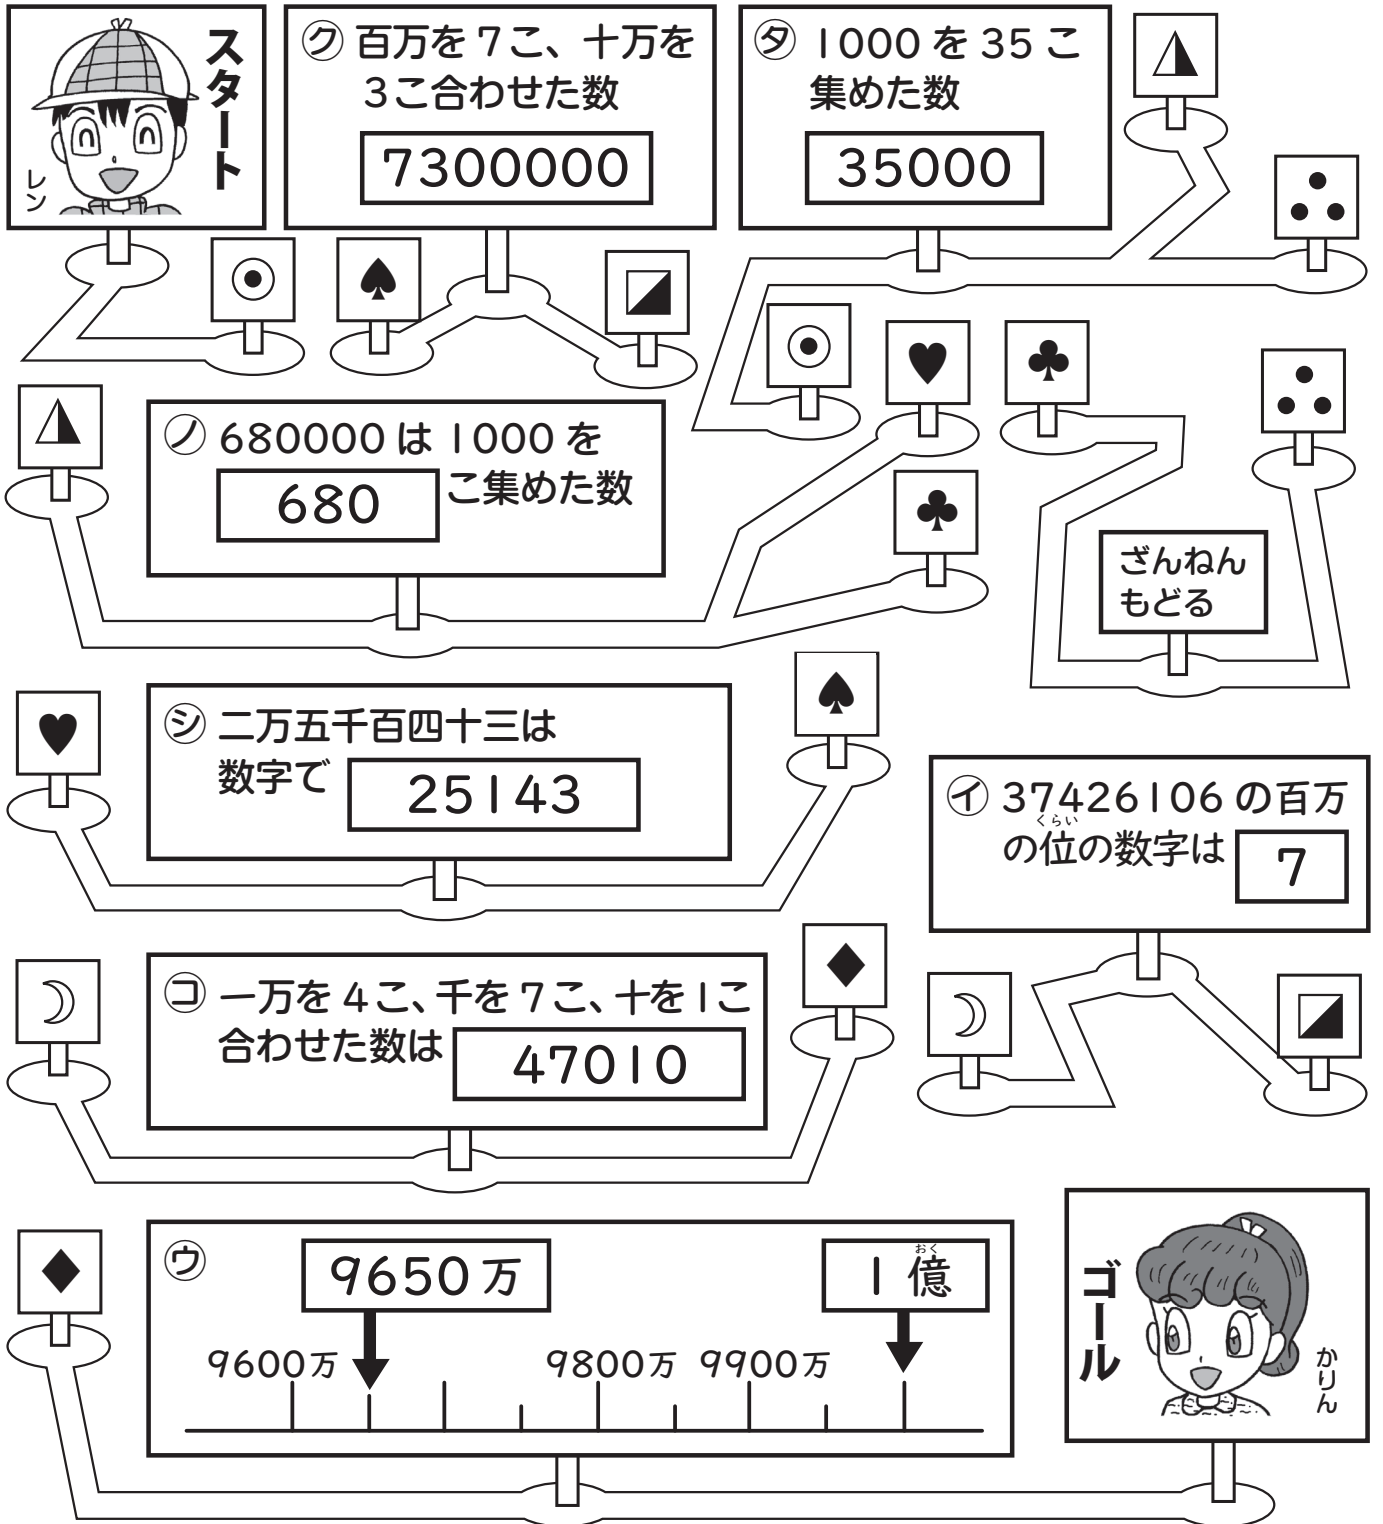 スタート
レン
ク 百万を7こ、十万を
3こ合わせた数
7300000
タ 1000を35こ
集めた数
35000
ノ 680000は1000を
680 こ集めた数
ざんねん
もどる
シ 二万五千百四十三は
数字で 25143
イ 37426106の百万
くらい
の位の数字は 7
コ 一万を4こ、千を7こ、十を1こ
合わせた数は 47010
ウ
9650万
おく
1億
9600万 9800万 9900万
ゴール
かりん